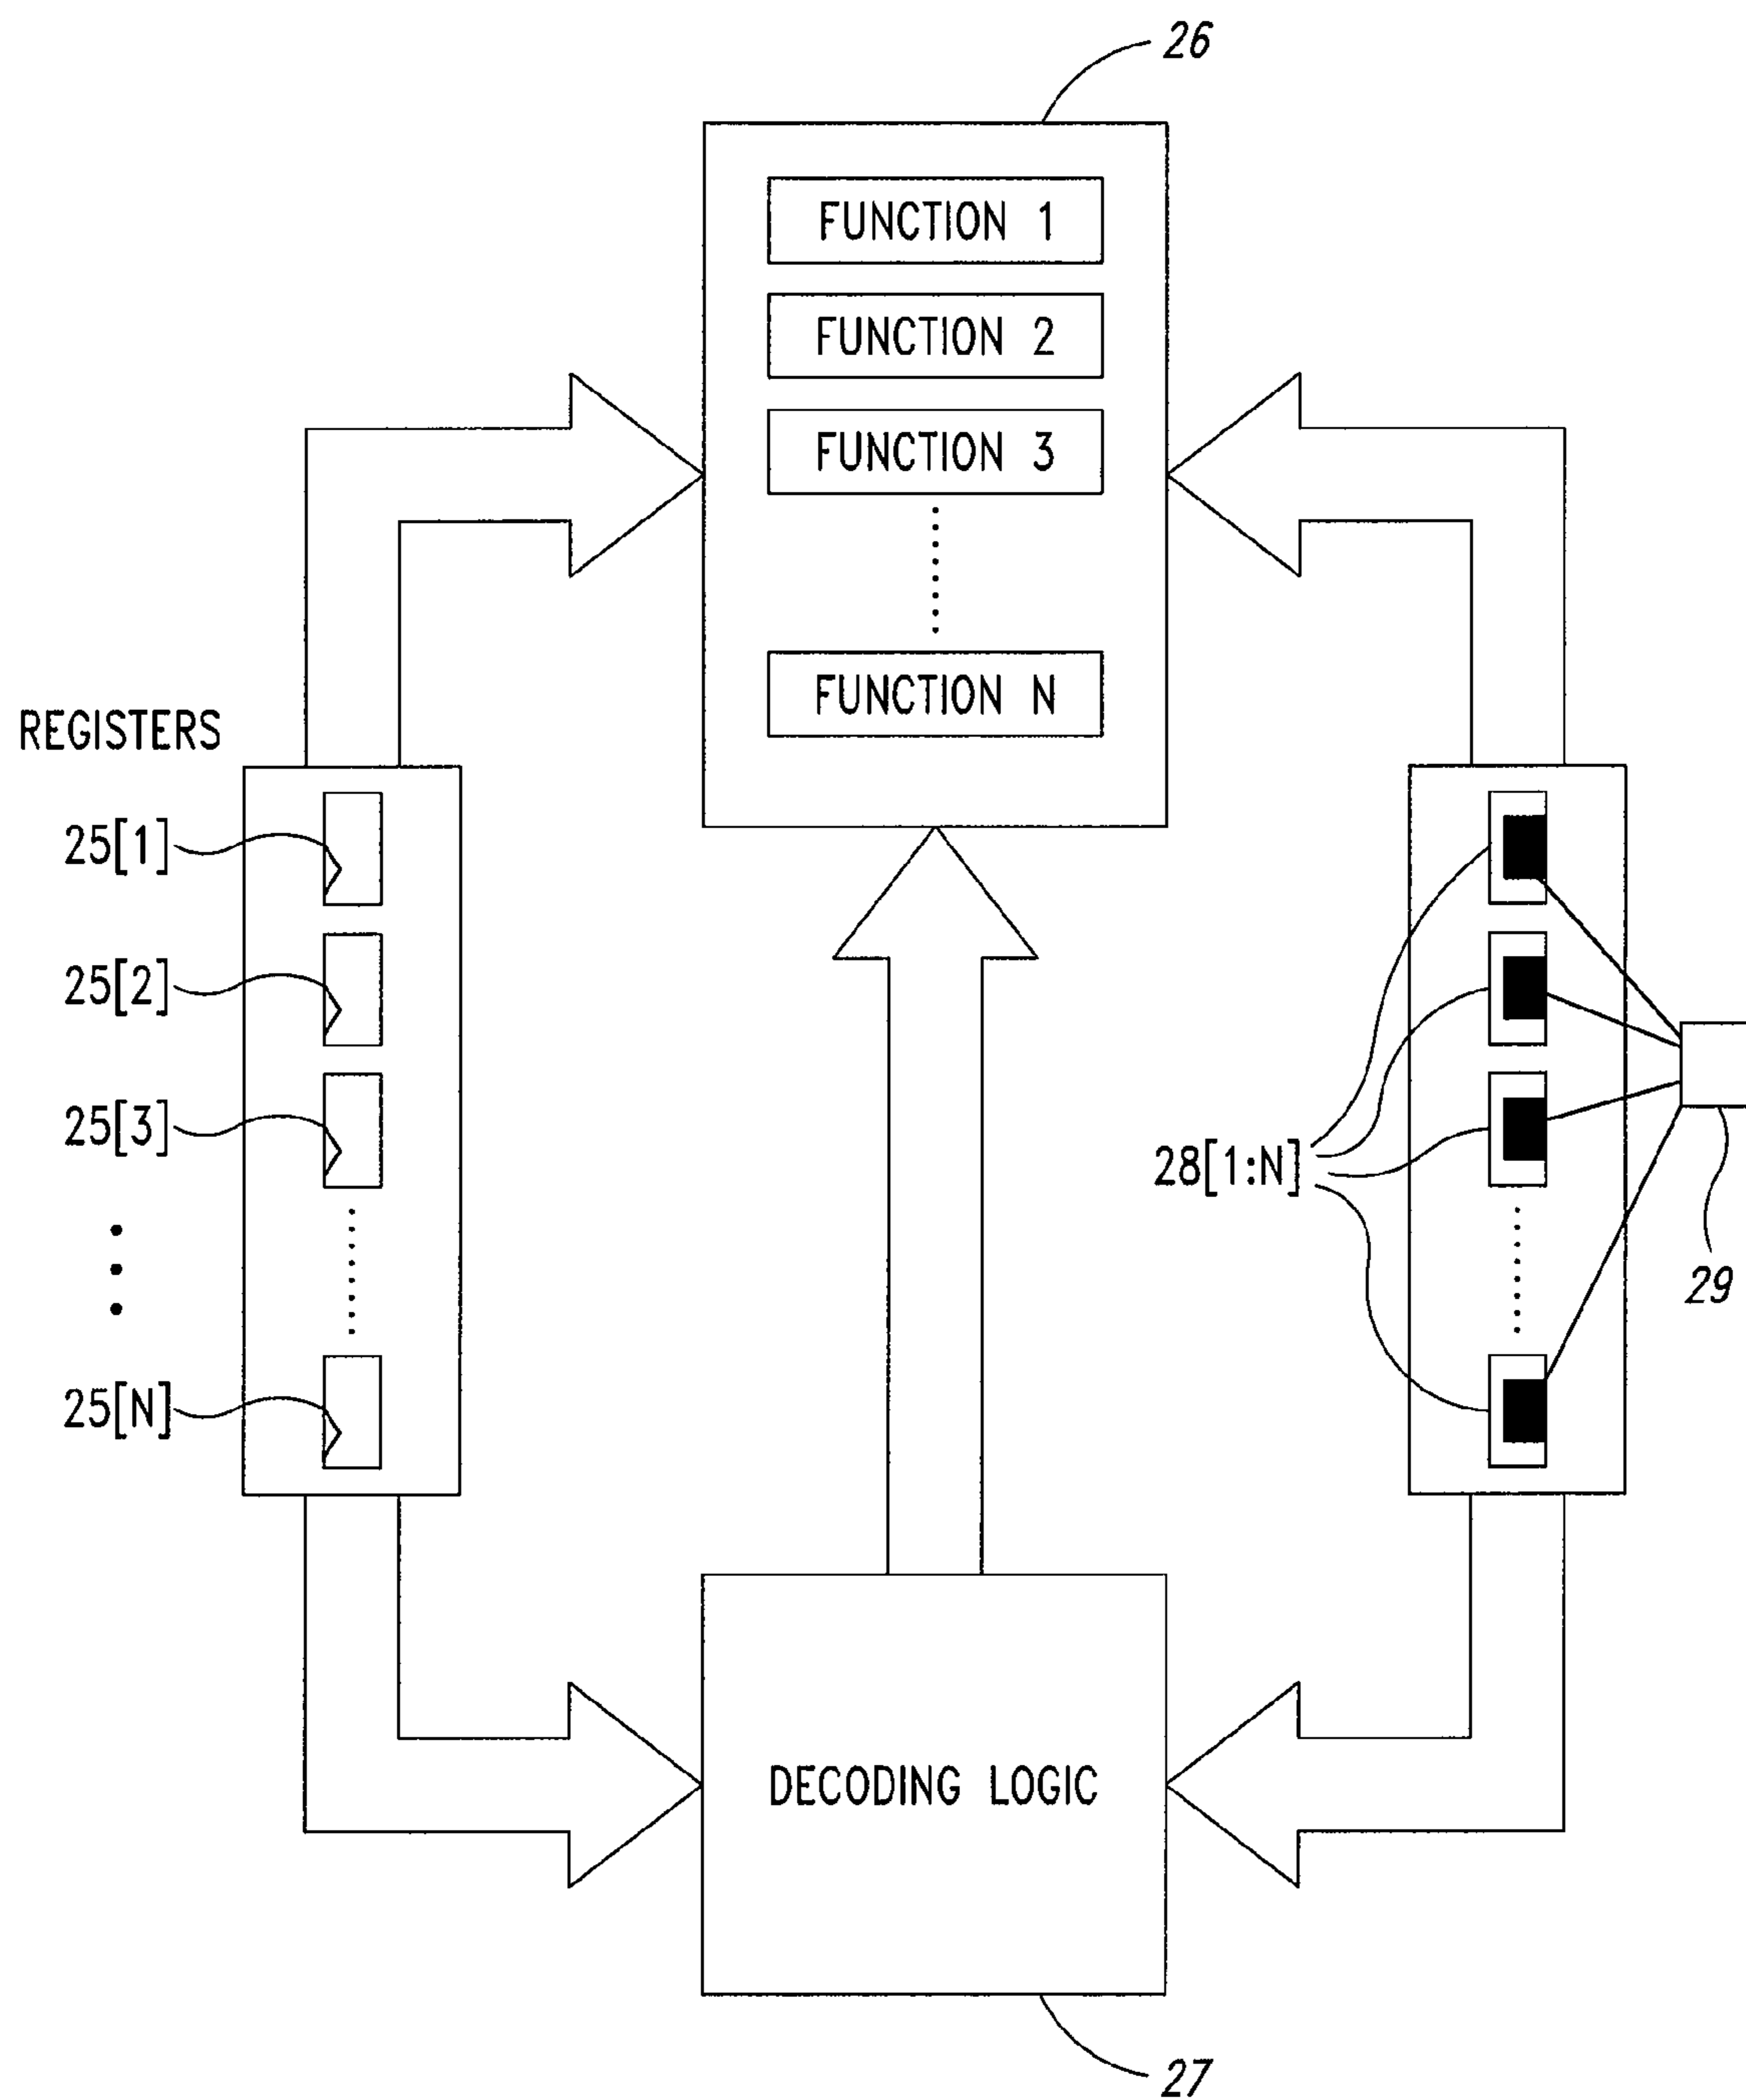 26
FUNCTION 1
FUNCTION 2
FUNCTION 3
FUNCTION N
REGISTERS
25[1]
25[2]
25[3]
25[N]
28[1:N]
29
DECODING LOGIC
27